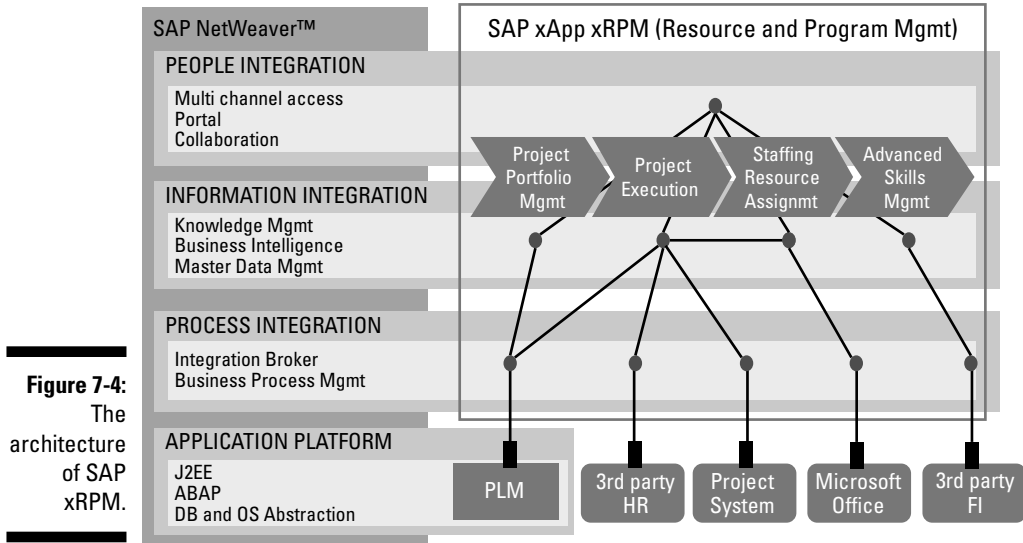 SAP NetWeaver™
SAP xApp xRPM (Resource and Program Mgmt)
PEOPLE INTEGRATION
Multi channel access
Portal
Collaboration
Project
Portfolio
Mgmt
Project
Execution
Staffing
Resource
Assignmt
Advanced
Skills
Mgmt
INFORMATION INTEGRATION
Knowledge Mgmt
Business Intelligence
Master Data Mgmt
PROCESS INTEGRATION
Integration Broker
Business Process Mgmt
APPLICATION PLATFORM
J2EE
ABAP
DB and OS Abstraction
PLM
3rd party
HR
Project
System
Microsoft
Office
3rd party
FI
Figure 7-4:
The
architecture
of SAP
xRPM.